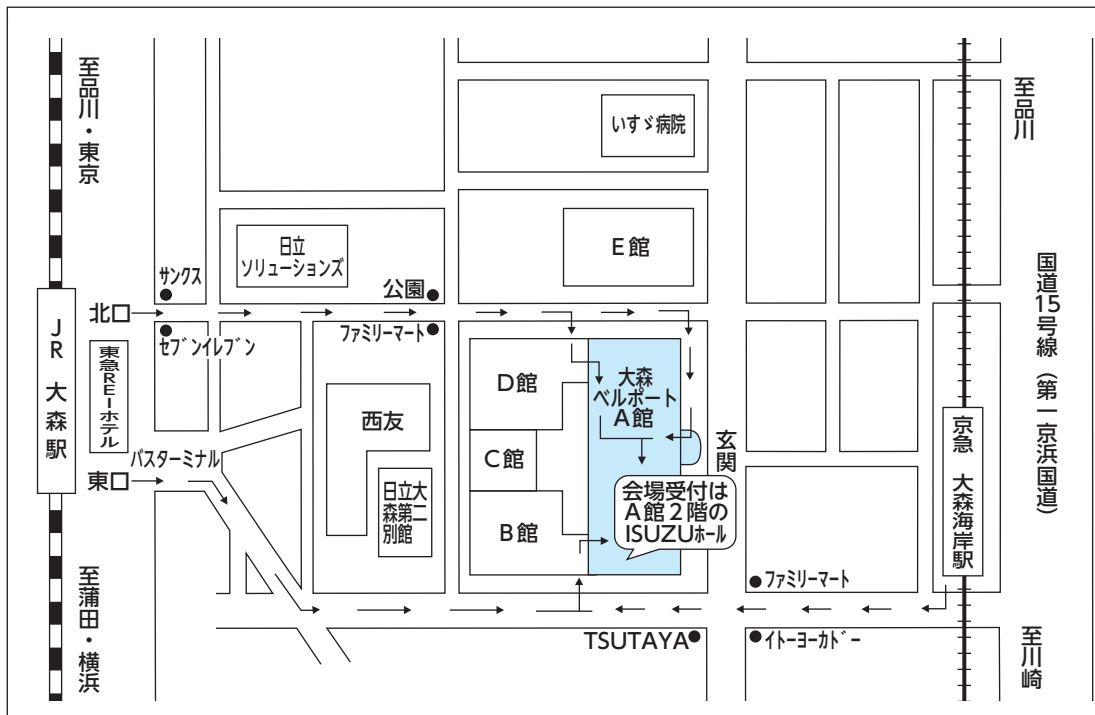 至品川・東京
JR 大森駅
至蒲田・横浜
北口
東急REIホテル
東口
バスターミナル
サンクス
セブンイレブン
日立
ソリューションズ
公園
ファミリーマート
西友
日立大
森第二
別館
いすゞ病院
E館
D館
C館
B館
大森
ベルポート
A館
玄関
会場受付は
A館2階の
ISUZUホール
TSUTAYA
ファミリーマート
イトーヨーカドー
至品川
京急 大森海岸駅
国道15号線（第一京浜国道）
至川崎